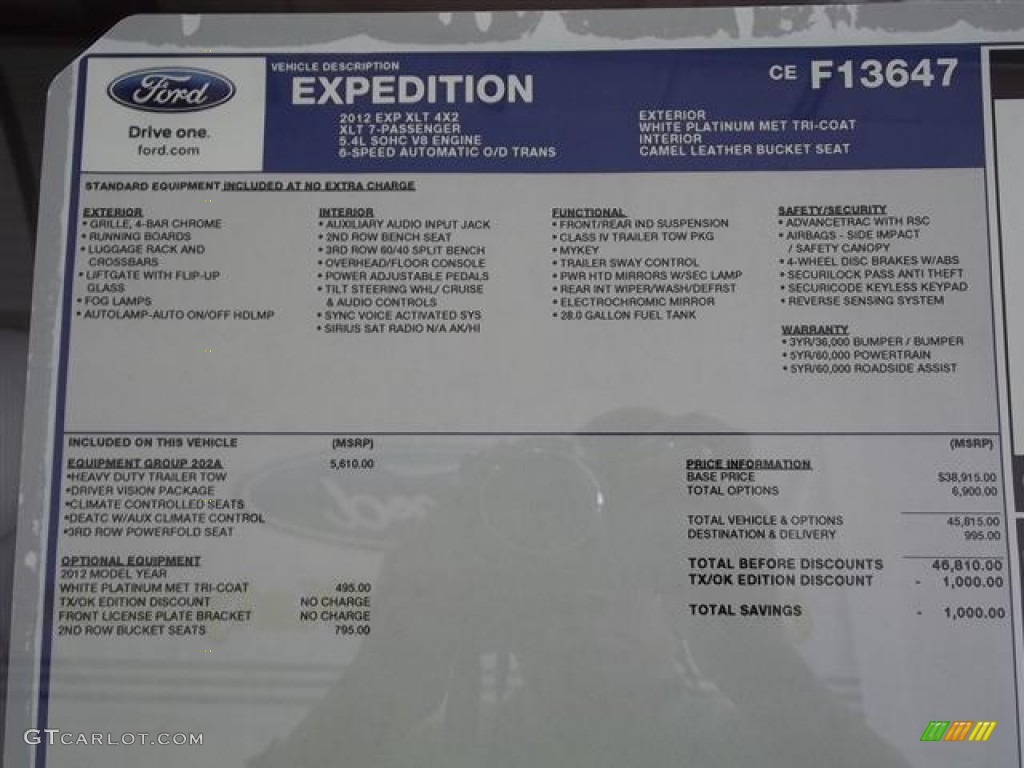 Ford
Drive one.
ford.com
VEHICLE DESCRIPTION
EXPEDITION
2012 EXP XLT 4X2
XLT 7-PASSENGER
5.4L SOHC V8 ENGINE
6-SPEED AUTOMATIC O/D TRANS
CE F13647
EXTERIOR
WHITE PLATINUM MET TRI-COAT
INTERIOR
CAMEL LEATHER BUCKET SEAT
STANDARD EQUIPMENT INCLUDED AT NO EXTRA CHARGE
EXTERIOR
• GRILLE, 4-BAR CHROME
• RUNNING BOARDS
• LUGGAGE RACK AND
CROSSBARS
• LIFTGATE WITH FLIP-UP
GLASS
• FOG LAMPS
• AUTOLAMP-AUTO ON/OFF HDLMP
INTERIOR
• AUXILIARY AUDIO INPUT JACK
• 2ND ROW BENCH SEAT
• 3RD ROW 60/40 SPLIT BENCH
• OVERHEAD/FLOOR CONSOLE
• POWER ADJUSTABLE PEDALS
• TILT STEERING WHL/ CRUISE
& AUDIO CONTROLS
• SYNC VOICE ACTIVATED SYS
• SIRIUS SAT RADIO N/A AK/HI
FUNCTIONAL
• FRONT/REAR IND SUSPENSION
• CLASS IV TRAILER TOW PKG
• MYKEY
• TRAILER SWAY CONTROL
• PWR HTD MIRRORS W/SEC LAMP
• REAR INT WIPER/WASH/DEFRST
• ELECTROCHROMIC MIRROR
• 28.0 GALLON FUEL TANK
SAFETY/SECURITY
• ADVANCETRAC WITH RSC
• AIRBAGS - SIDE IMPACT
/ SAFETY CANOPY
• 4-WHEEL DISC BRAKES W/ABS
• SECURILOCK PASS ANTI THEFT
• SECURICODE KEYLESS KEYPAD
• REVERSE SENSING SYSTEM
WARRANTY
• 3YR/36,000 BUMPER / BUMPER
• 5YR/60,000 POWERTRAIN
• 5YR/60,000 ROADSIDE ASSIST
INCLUDED ON THIS VEHICLE (MSRP)
EQUIPMENT GROUP 202A 5,610.00
•HEAVY DUTY TRAILER TOW
•DRIVER VISION PACKAGE
•CLIMATE CONTROLLED SEATS
•DEATC W/AUX CLIMATE CONTROL
•3RD ROW POWERFOLD SEAT
OPTIONAL EQUIPMENT
2012 MODEL YEAR
WHITE PLATINUM MET TRI-COAT 495.00
TX/OK EDITION DISCOUNT NO CHARGE
FRONT LICENSE PLATE BRACKET NO CHARGE
2ND ROW BUCKET SEATS 795.00
(MSRP)
PRICE INFORMATION
BASE PRICE $38,915.00
TOTAL OPTIONS 6,900.00
TOTAL VEHICLE & OPTIONS 45,815.00
DESTINATION & DELIVERY 995.00
TOTAL BEFORE DISCOUNTS 46,810.00
TX/OK EDITION DISCOUNT - 1,000.00
TOTAL SAVINGS - 1,000.00
GTCARLOT.COM